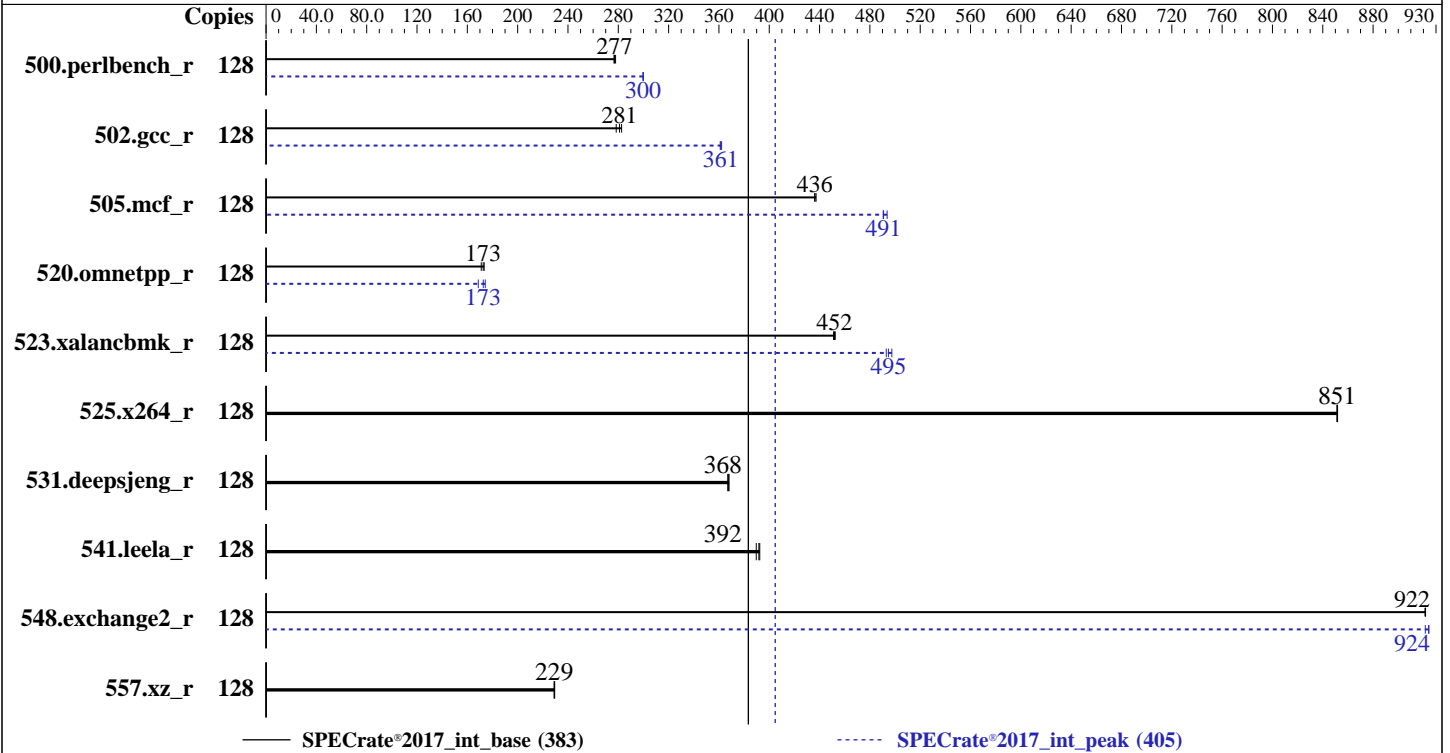 Copies 0 40.0 80.0 120 160 200 240 280 320 360 400 440 480 520 560 600 640 680 720 760 800 840 880 930
500.perlbench_r 128 277
300
502.gcc_r 128 281
361
505.mcf_r 128 436
491
520.omnetpp_r 128 173
173
523.xalancbmk_r 128 452
495
525.x264_r 128 851
531.deepsjeng_r 128 368
541.leela_r 128 392
548.exchange2_r 128 922
924
557.xz_r 128 229
SPECrate®2017_int_base (383) SPECrate®2017_int_peak (405)